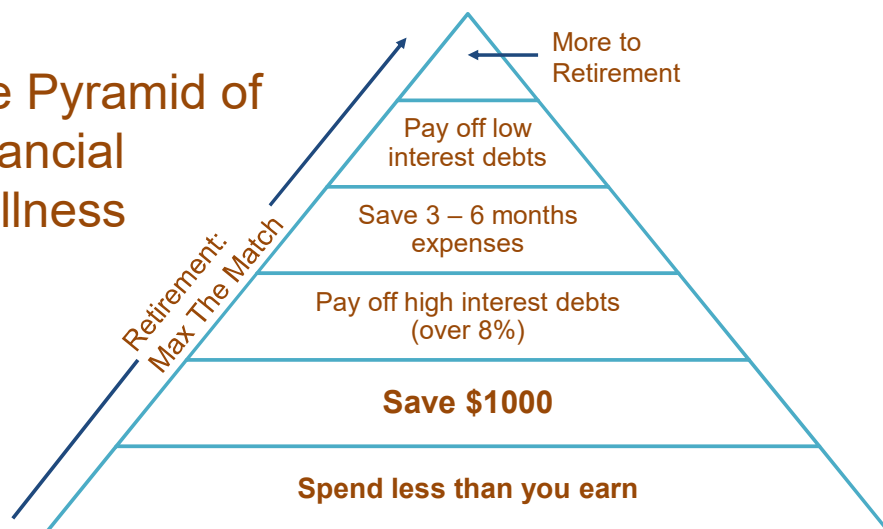 e Pyramid of
ancial
llness
More to
Retirement
Pay off low
interest debts
Save 3 – 6 months
expenses
Retirement:
Max The Match
Pay off high interest debts
(over 8%)
Save $1000
Spend less than you earn